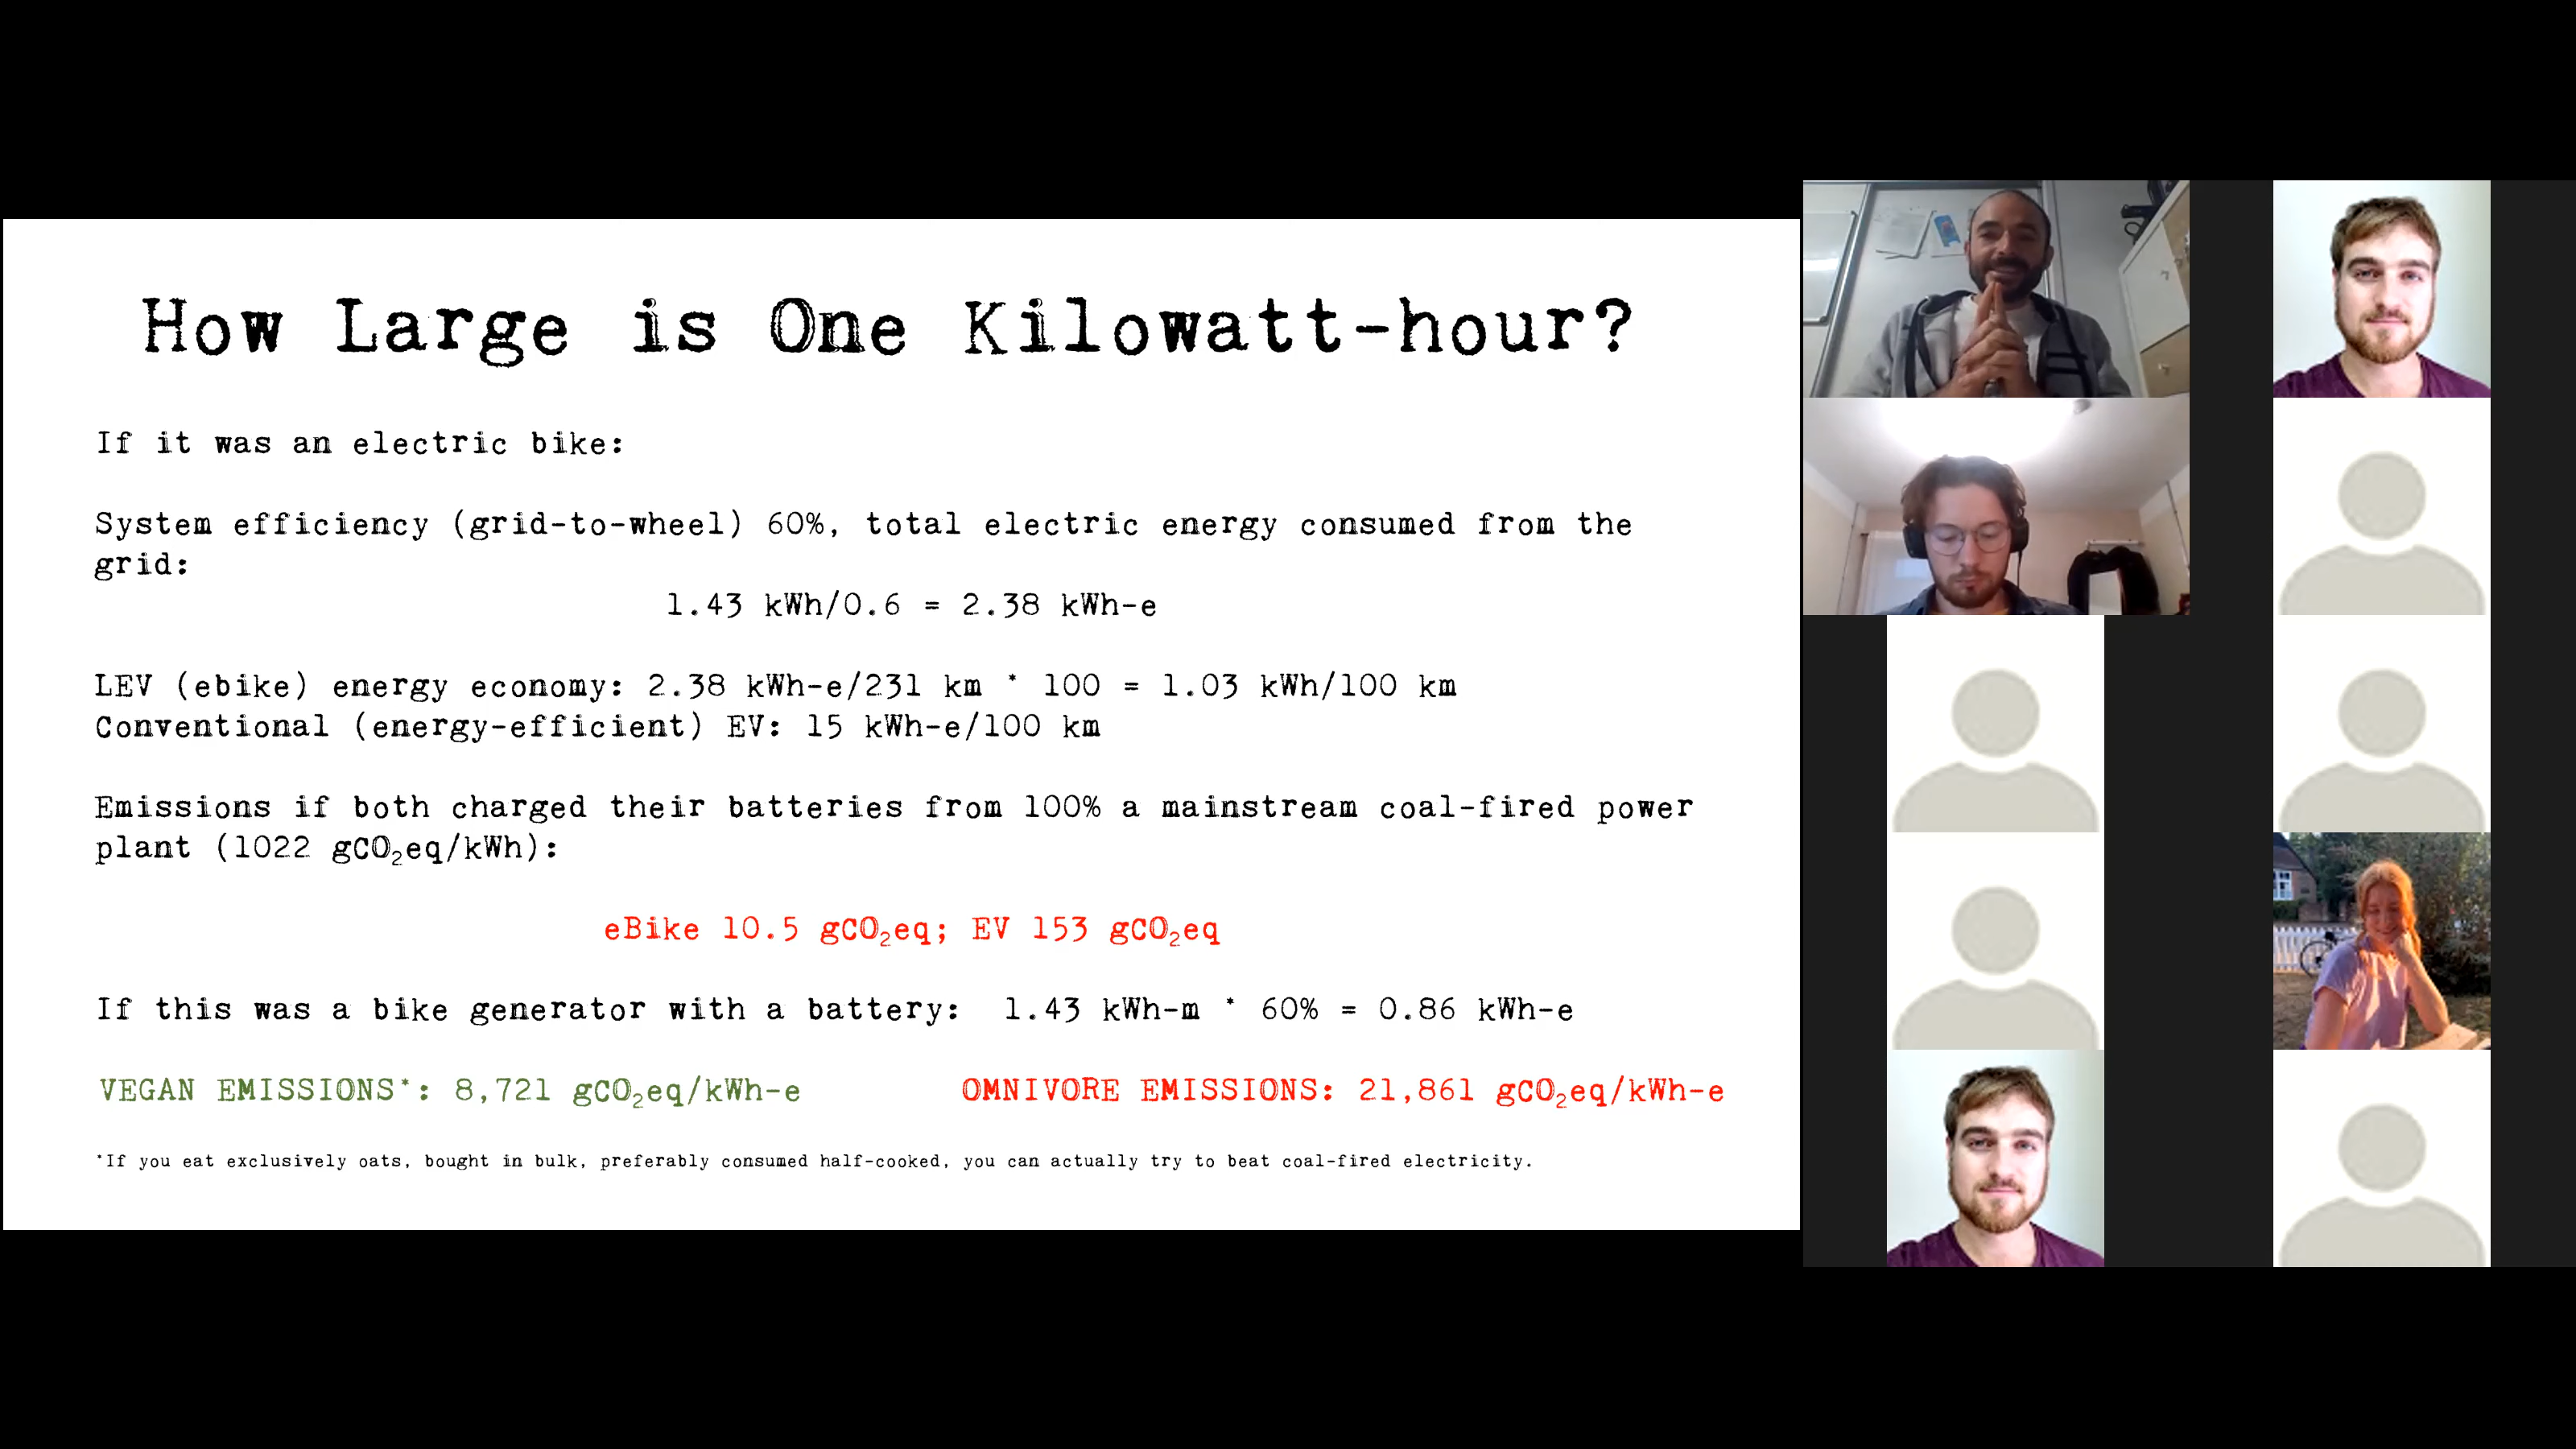 How Large is One Kilowatt-hour?
If it was an electric bike:
System efficiency (grid-to-wheel) 60%, total electric energy consumed from the
grid:
1.43 kWh/0.6 = 2.38 kWh-e
LEV (ebike) energy economy: 2.38 kWh-e/231 km * 100 = 1.03 kWh/100 km
Conventional (energy-efficient) EV: 15 kWh-e/100 km
Emissions if both charged their batteries from 100% a mainstream coal-fired power
plant (1022 gCO₂eq/kWh):
eBike 10.5 gCO₂eq; EV 153 gCO₂eq
If this was a bike generator with a battery: 1.43 kWh-m * 60% = 0.86 kWh-e
VEGAN EMISSIONS*: 8,721 gCO₂eq/kWh-e OMNIVORE EMISSIONS: 21,861 gCO₂eq/kWh-e
*If you eat exclusively oats, bought in bulk, preferably consumed half-cooked, you can actually try to beat coal-fired electricity.